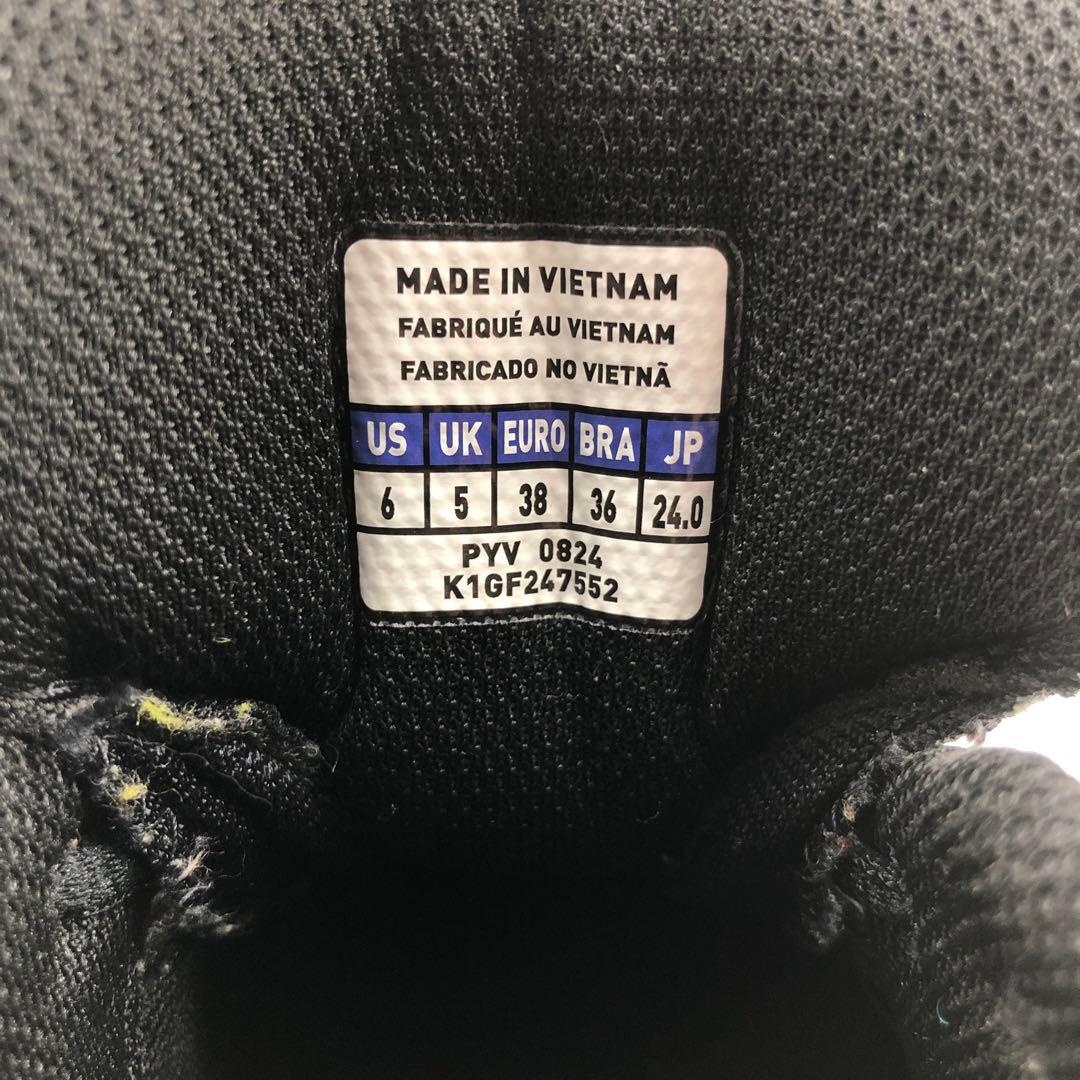 MADE IN VIETNAM
FABRIQUÉ AU VIETNAM
FABRICADO NO VIETNÃ
US UK EURO BRA JP
6 5 38 36 24.0
PYV 0824
K1GF247552